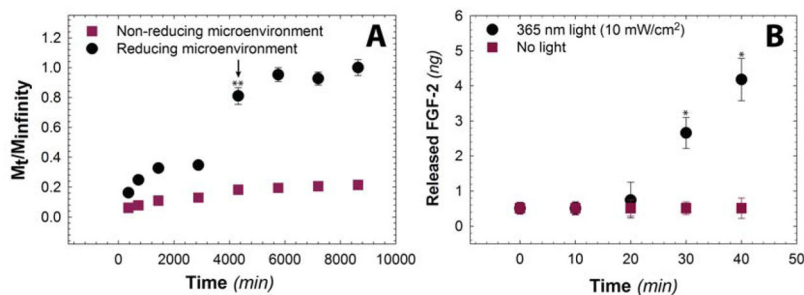 Non-reducing microenvironment
Reducing microenvironment
A
**
1.2
1.0
0.8
0.6
0.4
0.2
0.0
Mt/Minfinity
0 2000 4000 6000 8000 10000
Time (min)
365 nm light (10 mW/cm²)
No light
B
*
*
6
5
4
3
2
1
0
Released FGF-2 (ng)
0 10 20 30 40 50
Time (min)